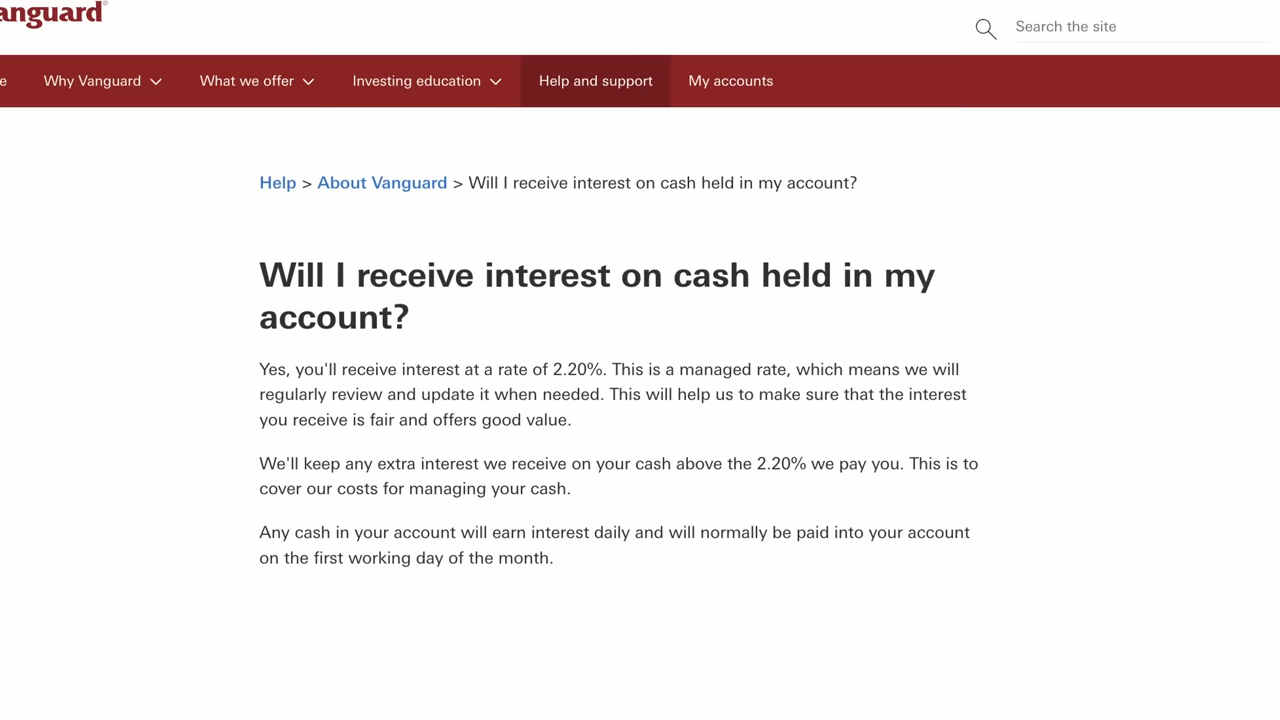 anguard®
Search the site
e Why Vanguard What we offer Investing education Help and support My accounts
Help > About Vanguard > Will I receive interest on cash held in my account?
Will I receive interest on cash held in my
account?
Yes, you'll receive interest at a rate of 2.20%. This is a managed rate, which means we will
regularly review and update it when needed. This will help us to make sure that the interest
you receive is fair and offers good value.
We'll keep any extra interest we receive on your cash above the 2.20% we pay you. This is to
cover our costs for managing your cash.
Any cash in your account will earn interest daily and will normally be paid into your account
on the first working day of the month.